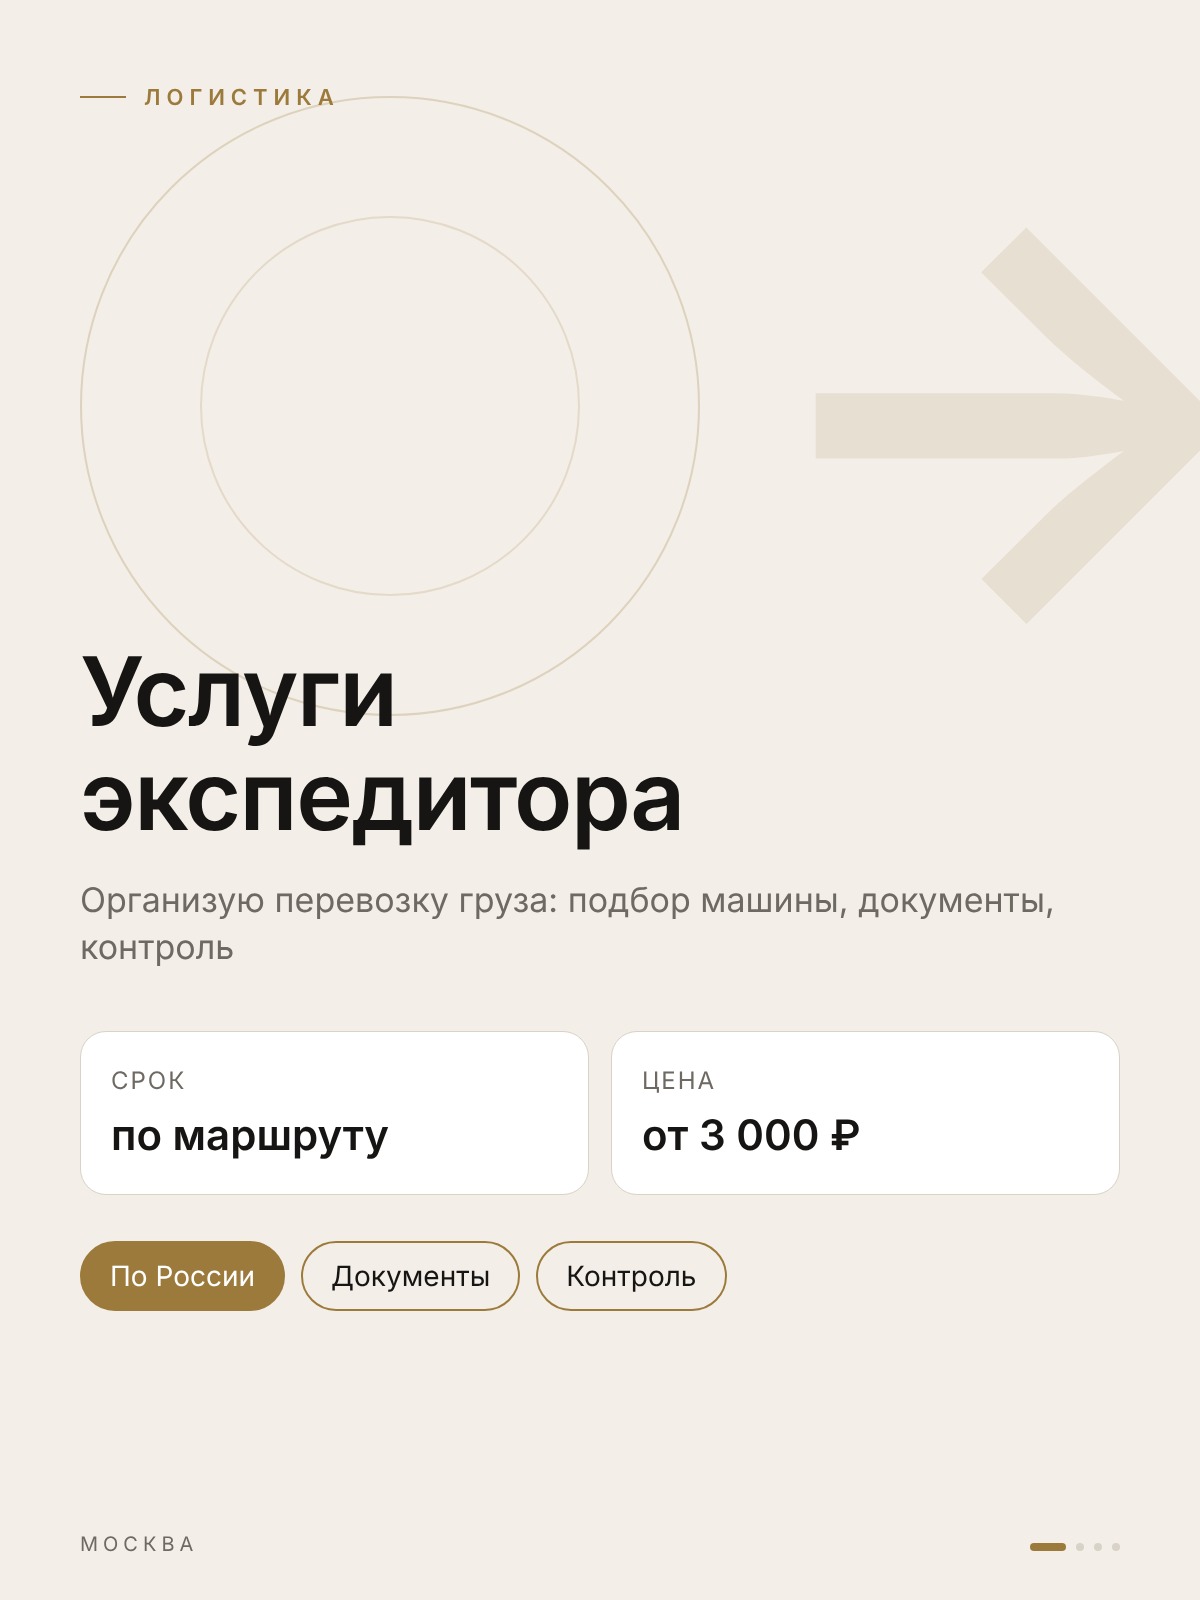 ЛОГИСТИКА
Услуги
экспедитора
Организую перевозку груза: подбор машины, документы,
контроль
СРОК
по маршруту
ЦЕНА
от 3 000 ₽
По России
Документы
Контроль
МОСКВА